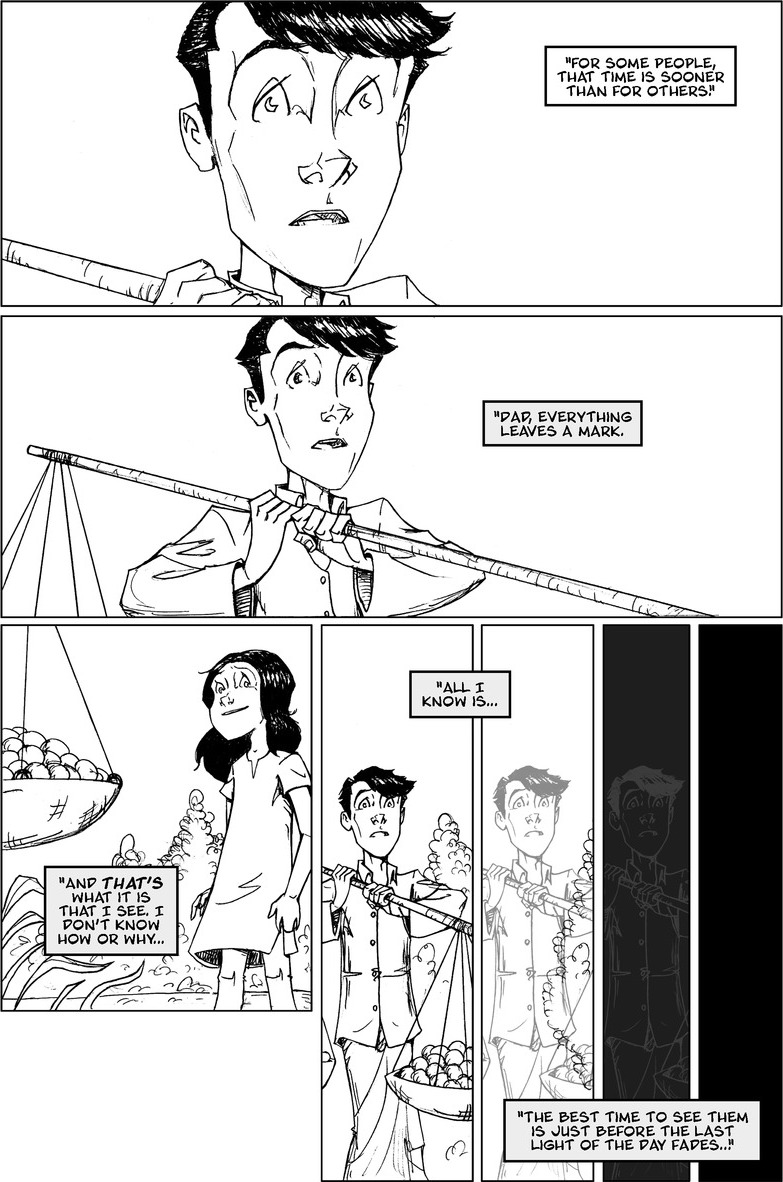 "FOR SOME PEOPLE,
THAT TIME IS SOONER
THAN FOR OTHERS."
"DAD, EVERYTHING
LEAVES A MARK.
"AND THAT'S
WHAT IT IS
THAT I SEE. I
DON'T KNOW
HOW OR WHY...
"ALL I
KNOW IS...
"THE BEST TIME TO SEE THEM
IS JUST BEFORE THE LAST
LIGHT OF THE DAY FADES..."